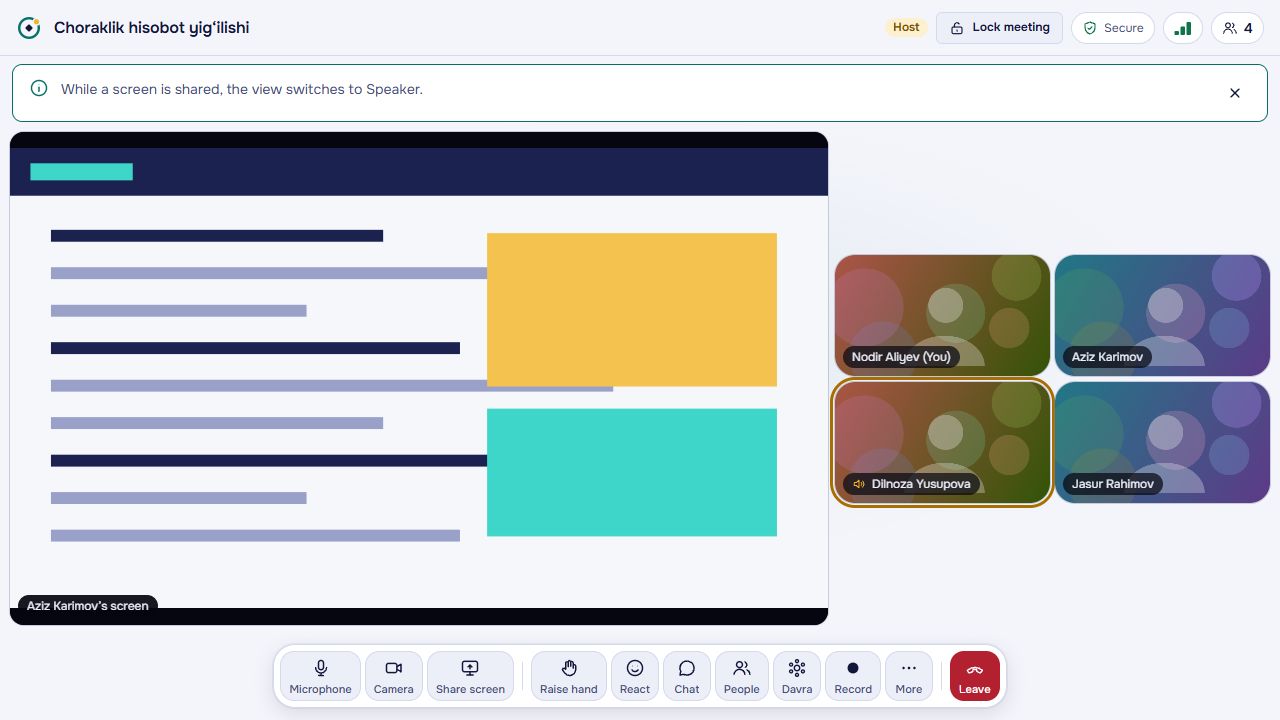 Choraklik hisobot yig‘ilishi
Host
Lock meeting
Secure
4
While a screen is shared, the view switches to Speaker.
Nodir Aliyev (You)
Aziz Karimov
Dilnoza Yusupova
Jasur Rahimov
Aziz Karimov’s screen
Microphone
Camera
Share screen
Raise hand
React
Chat
People
Davra
Record
More
Leave